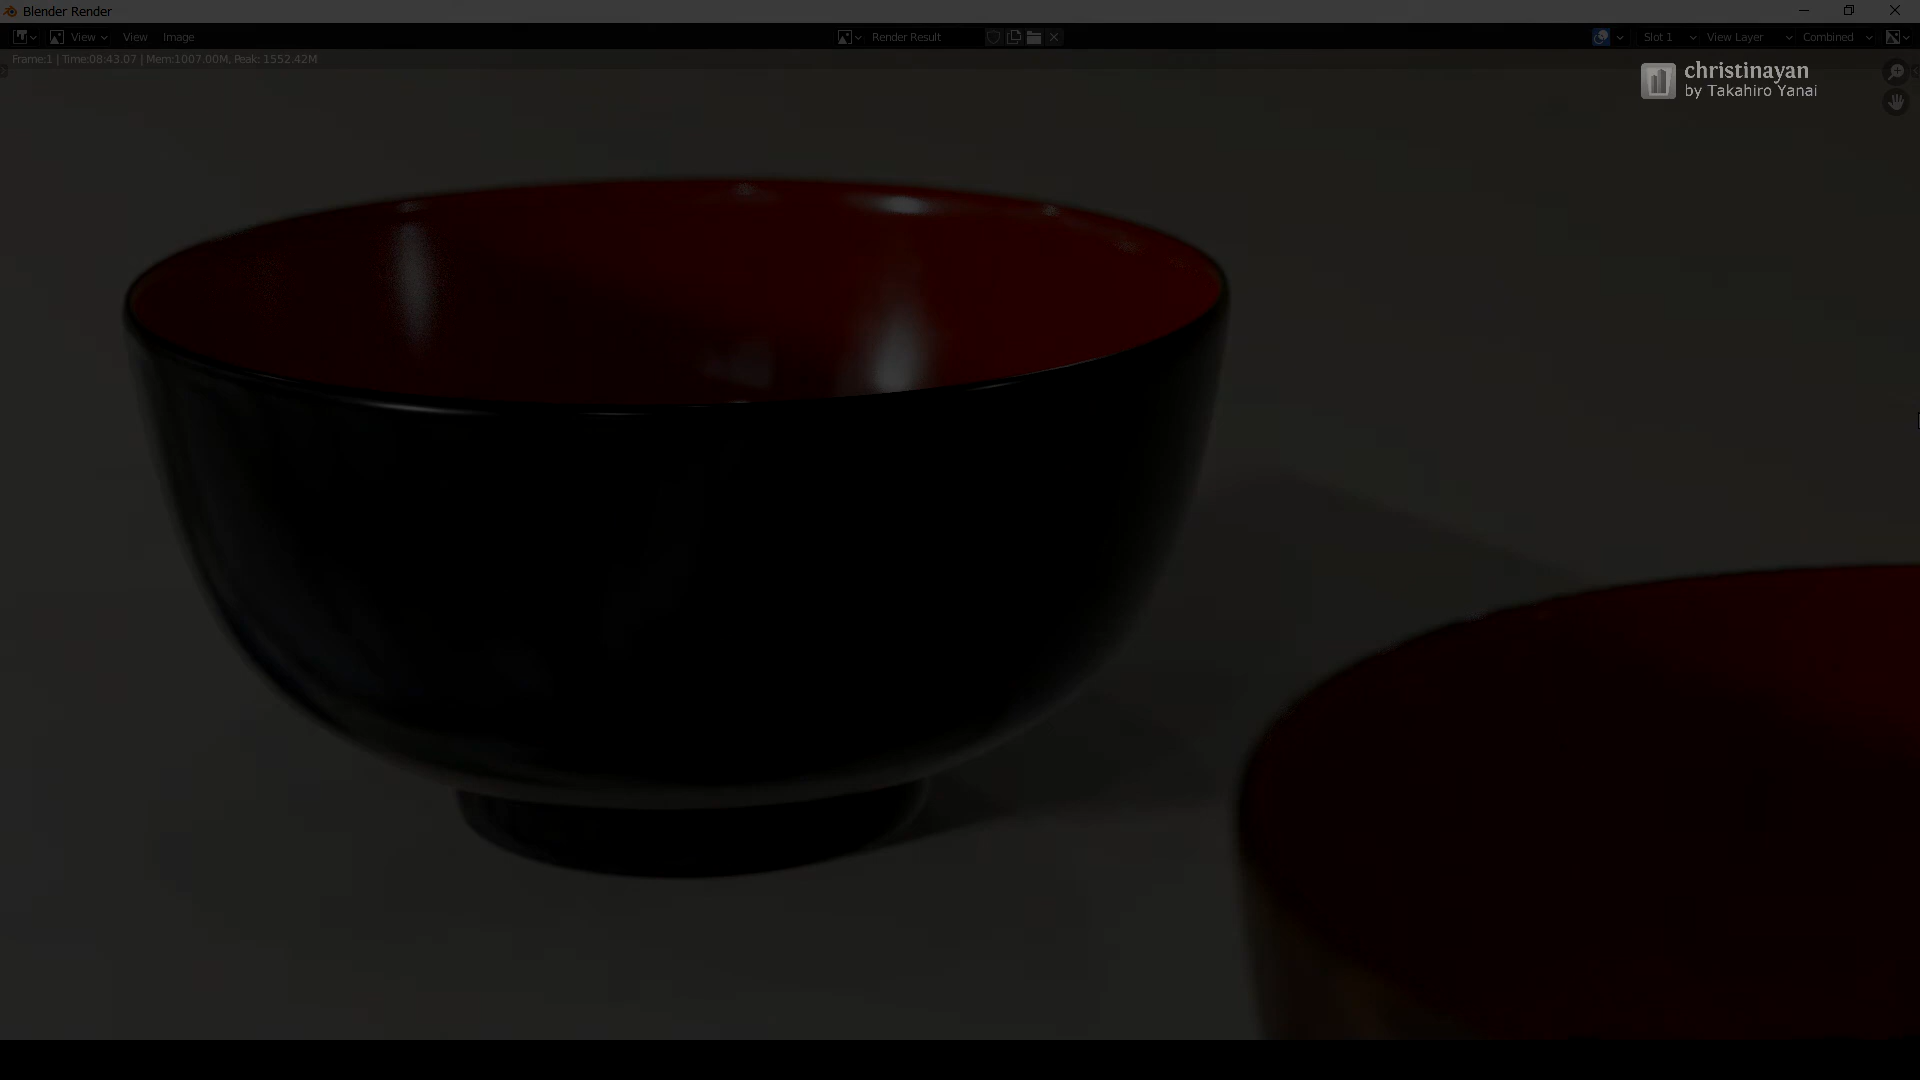 Blender Render
View View Image Render Result Slot 1 View Layer Combined
Frame:1 | Time:08:43.07 | Mem:1007.00M, Peak: 1552.42M
christinayan
by Takahiro Yanai